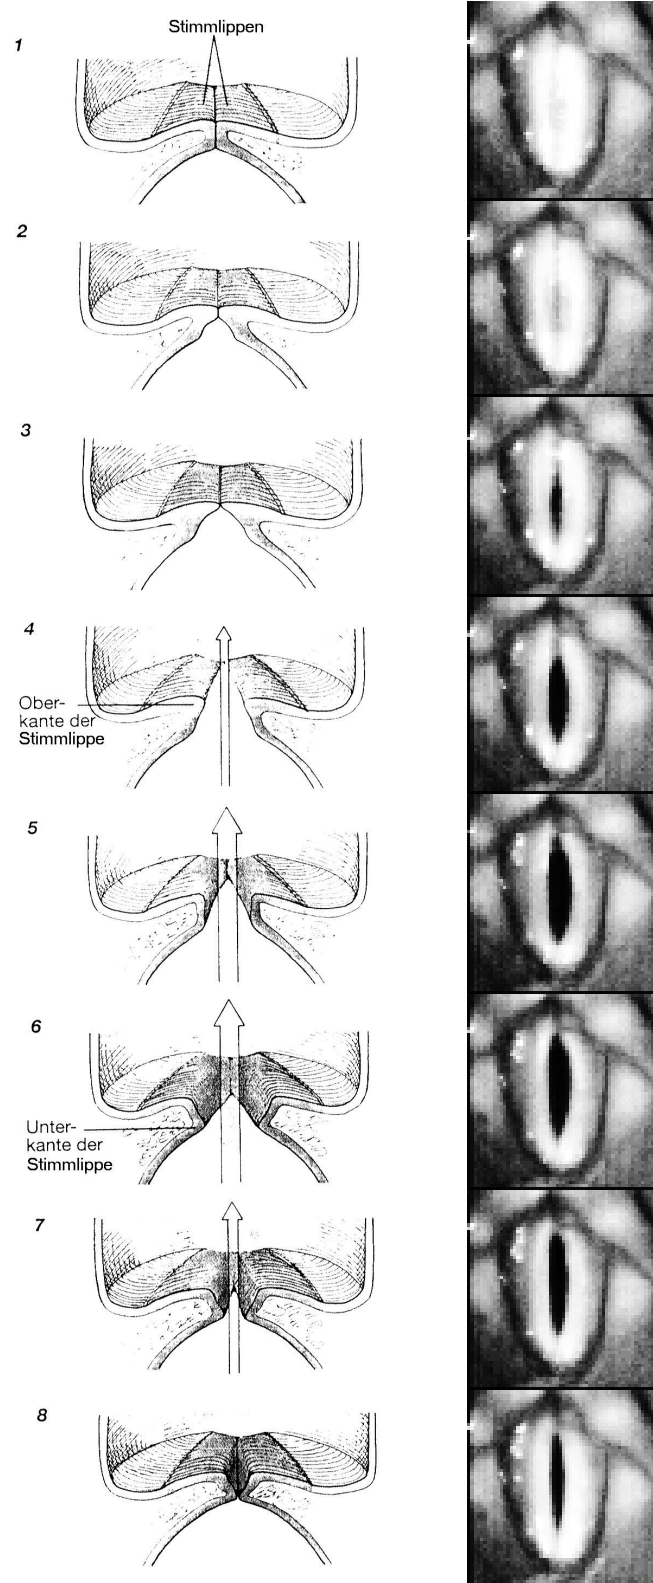 Stimmlippen
1
2
3
4
Ober-
kante der
Stimmlippe
5
6
Unter-
kante der
Stimmlippe
7
8